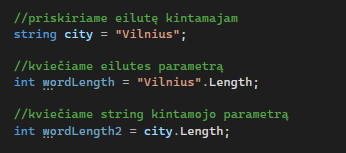 //priskiriame eilutę kintamajam
string city = "Vilnius";
//kviečiame eilutes parametrą
int wordLength = "Vilnius".Length;
//kviečiame string kintamojo parametrą
int wordLength2 = city.Length;